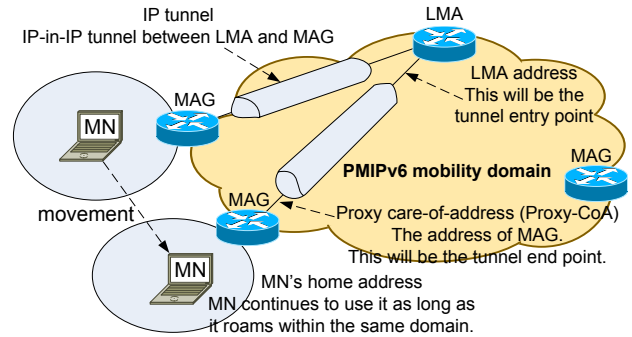 IP tunnel
IP-in-IP tunnel between LMA and MAG
LMA
LMA address
This will be the
tunnel entry point
MAG
MN
PMIPv6 mobility domain
MAG
MAG
movement
Proxy care-of-address (Proxy-CoA)
The address of MAG.
This will be the tunnel end point.
MN
MN's home address
MN continues to use it as long as
it roams within the same domain.